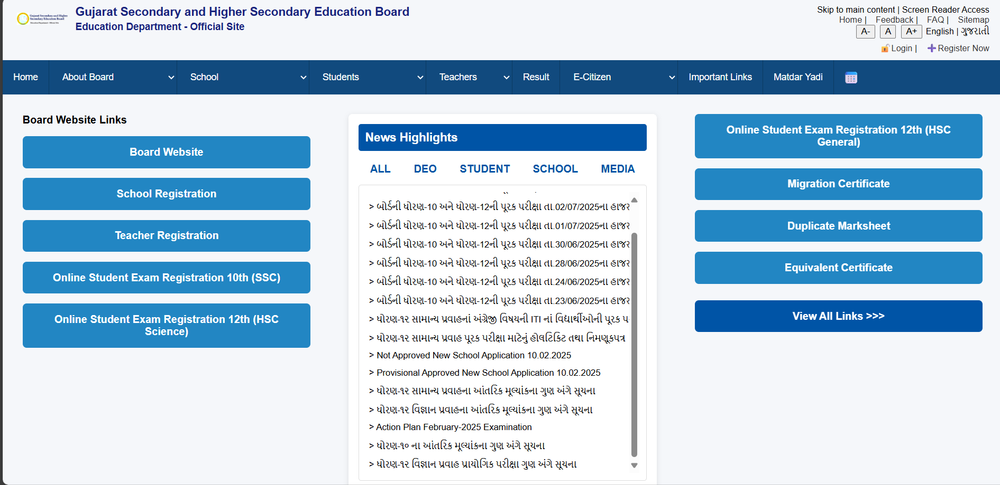 Gujarat Secondary and Higher Secondary Education Board
Education Department - Official Site
Gujarat Secondary and Higher
Secondary Education Board
Education Department - Official Site
Skip to main content | Screen Reader Access
Home | Feedback | FAQ | Sitemap
A- A A+ English | ગુજરાતી
Login | Register Now
Home About Board School Students Teachers Result E-Citizen Important Links Matdar Yadi
Board Website Links
Board Website
School Registration
Teacher Registration
Online Student Exam Registration 10th (SSC)
Online Student Exam Registration 12th (HSC
Science)
News Highlights
ALL DEO STUDENT SCHOOL MEDIA
> બોર્ડની ધોરણ-10 અને ધોરણ-12ની પૂરક પરીક્ષા તા.02/07/2025ના હાજર
> બોર્ડની ધોરણ-10 અને ધોરણ-12ની પૂરક પરીક્ષા તા.01/07/2025ના હાજર
> બોર્ડની ધોરણ-10 અને ધોરણ-12ની પૂરક પરીક્ષા તા.30/06/2025ના હાજર
> બોર્ડની ધોરણ-10 અને ધોરણ-12ની પૂરક પરીક્ષા તા.28/06/2025ના હાજર
> બોર્ડની ધોરણ-10 અને ધોરણ-12ની પૂરક પરીક્ષા તા.24/06/2025ના હાજર
> બોર્ડની ધોરણ-10 અને ધોરણ-12ની પૂરક પરીક્ષા તા.23/06/2025ના હાજર
> ધોરણ-૧૨ સામાન્ય પ્રવાહનાં અંગ્રેજી વિષયની ITI નાં વિદ્યાર્થીઓની પૂરક પ
> ધોરણ-૧૨ સામાન્ય પ્રવાહ પૂરક પરીક્ષા માટેનું હોલટિકિટ તથા નિમણૂકપત્ર
> Not Approved New School Application 10.02.2025
> Provisional Approved New School Application 10.02.2025
> ધોરણ-૧૨ સામાન્ય પ્રવાહના આંતરિક મૂલ્યાંકના ગુણ અંગે સૂચના
> ધોરણ-૧૨ વિજ્ઞાન પ્રવાહના આંતરિક મૂલ્યાંકના ગુણ અંગે સૂચના
> Action Plan February-2025 Examination
> ધોરણ-૧૦ ના આંતરિક મૂલ્યાંકના ગુણ અંગે સૂચના
> ધોરણ-૧૨ વિજ્ઞાન પ્રવાહ પ્રાયોગિક પરીક્ષા ગુણ અંગે સૂચના
Online Student Exam Registration 12th (HSC
General)
Migration Certificate
Duplicate Marksheet
Equivalent Certificate
View All Links >>>